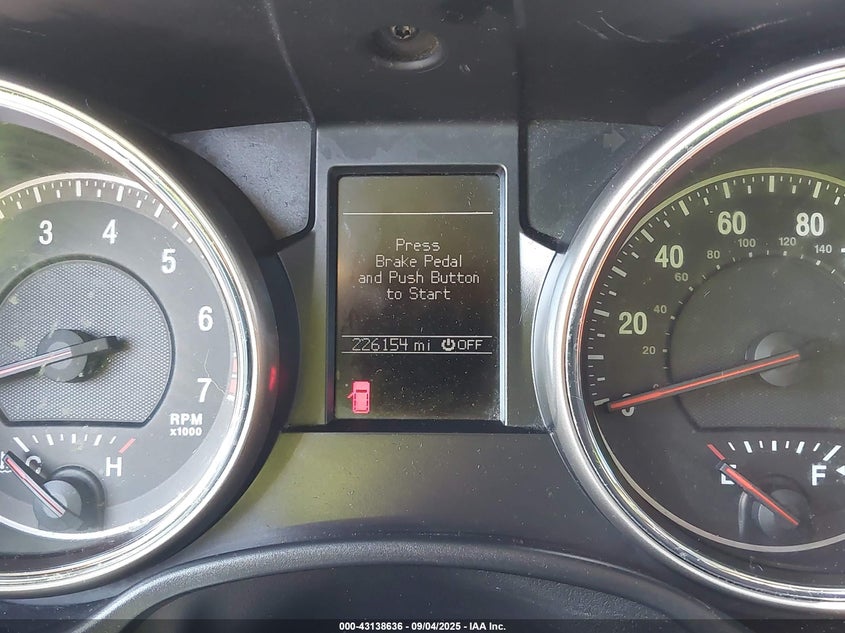 3 4 5 6 7
RPM
x1000
C H
Press
Brake Pedal
and Push Button
to Start
226154 mi OFF
0 20 40 60 80
20 40 60 80 100 120 140
E F
000-43138636 - 09/04/2025 - IAA Inc.